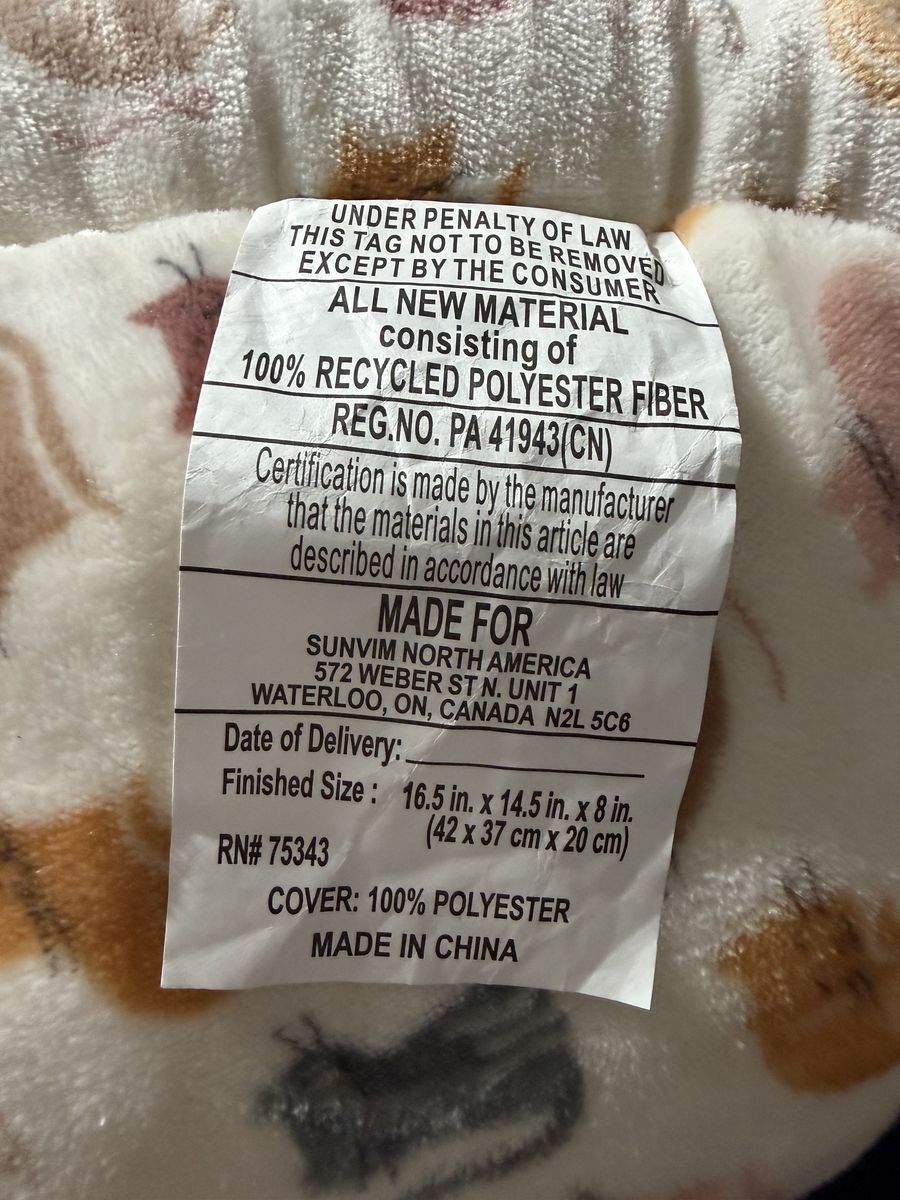 UNDER PENALTY OF LAW
THIS TAG NOT TO BE REMOVED
EXCEPT BY THE CONSUMER
ALL NEW MATERIAL
consisting of
100% RECYCLED POLYESTER FIBER
REG.NO. PA 41943(CN)
Certification is made by the manufacturer
that the materials in this article are
described in accordance with law
MADE FOR
SUNVIM NORTH AMERICA
572 WEBER ST N. UNIT 1
WATERLOO, ON, CANADA N2L 5C6
Date of Delivery:
Finished Size : 16.5 in. x 14.5 in. x 8 in.
(42 x 37 cm x 20 cm)
RN# 75343
COVER: 100% POLYESTER
MADE IN CHINA